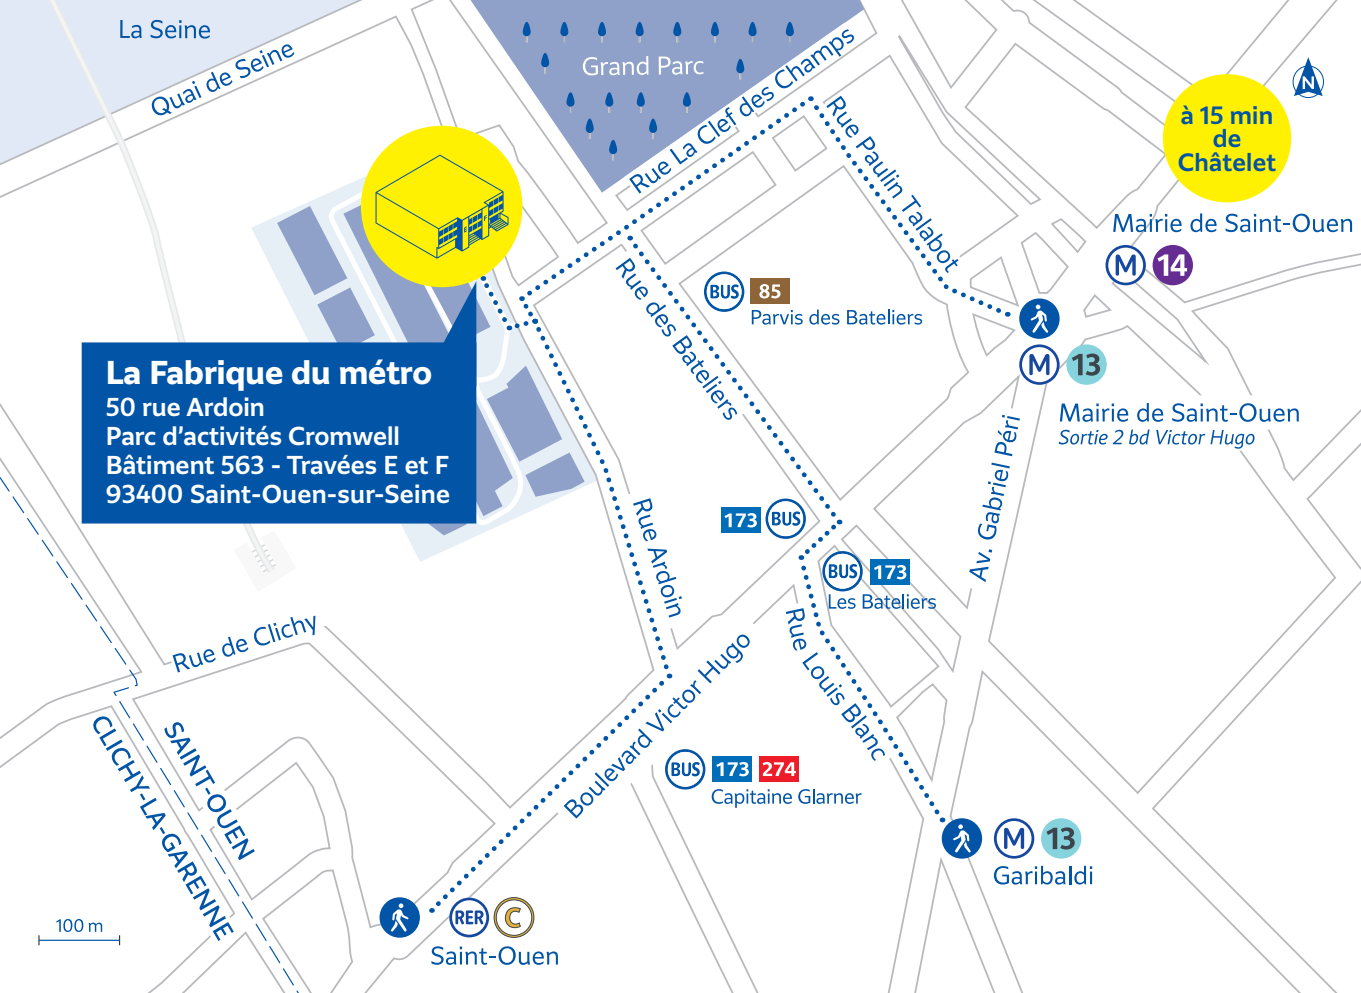 La Seine
Quai de Seine
Grand Parc
Rue La Clef des Champs
Rue Paulin Talabot
N
à 15 min
de
Châtelet
Mairie de Saint-Ouen
M 14
E F
La Fabrique du métro
50 rue Ardoin
Parc d'activités Cromwell
Bâtiment 563 - Travées E et F
93400 Saint-Ouen-sur-Seine
Rue des Bateliers
BUS 85
Parvis des Bateliers
M 13
Mairie de Saint-Ouen
Sortie 2 bd Victor Hugo
Av. Gabriel Péri
173 BUS
Rue Ardoin
BUS 173
Les Bateliers
Rue de Clichy
Boulevard Victor Hugo
Rue Louis Blanc
SAINT-OUEN
CLICHY-LA-GARENNE
BUS 173 274
Capitaine Glarner
M 13
Garibaldi
RER C
Saint-Ouen
100 m